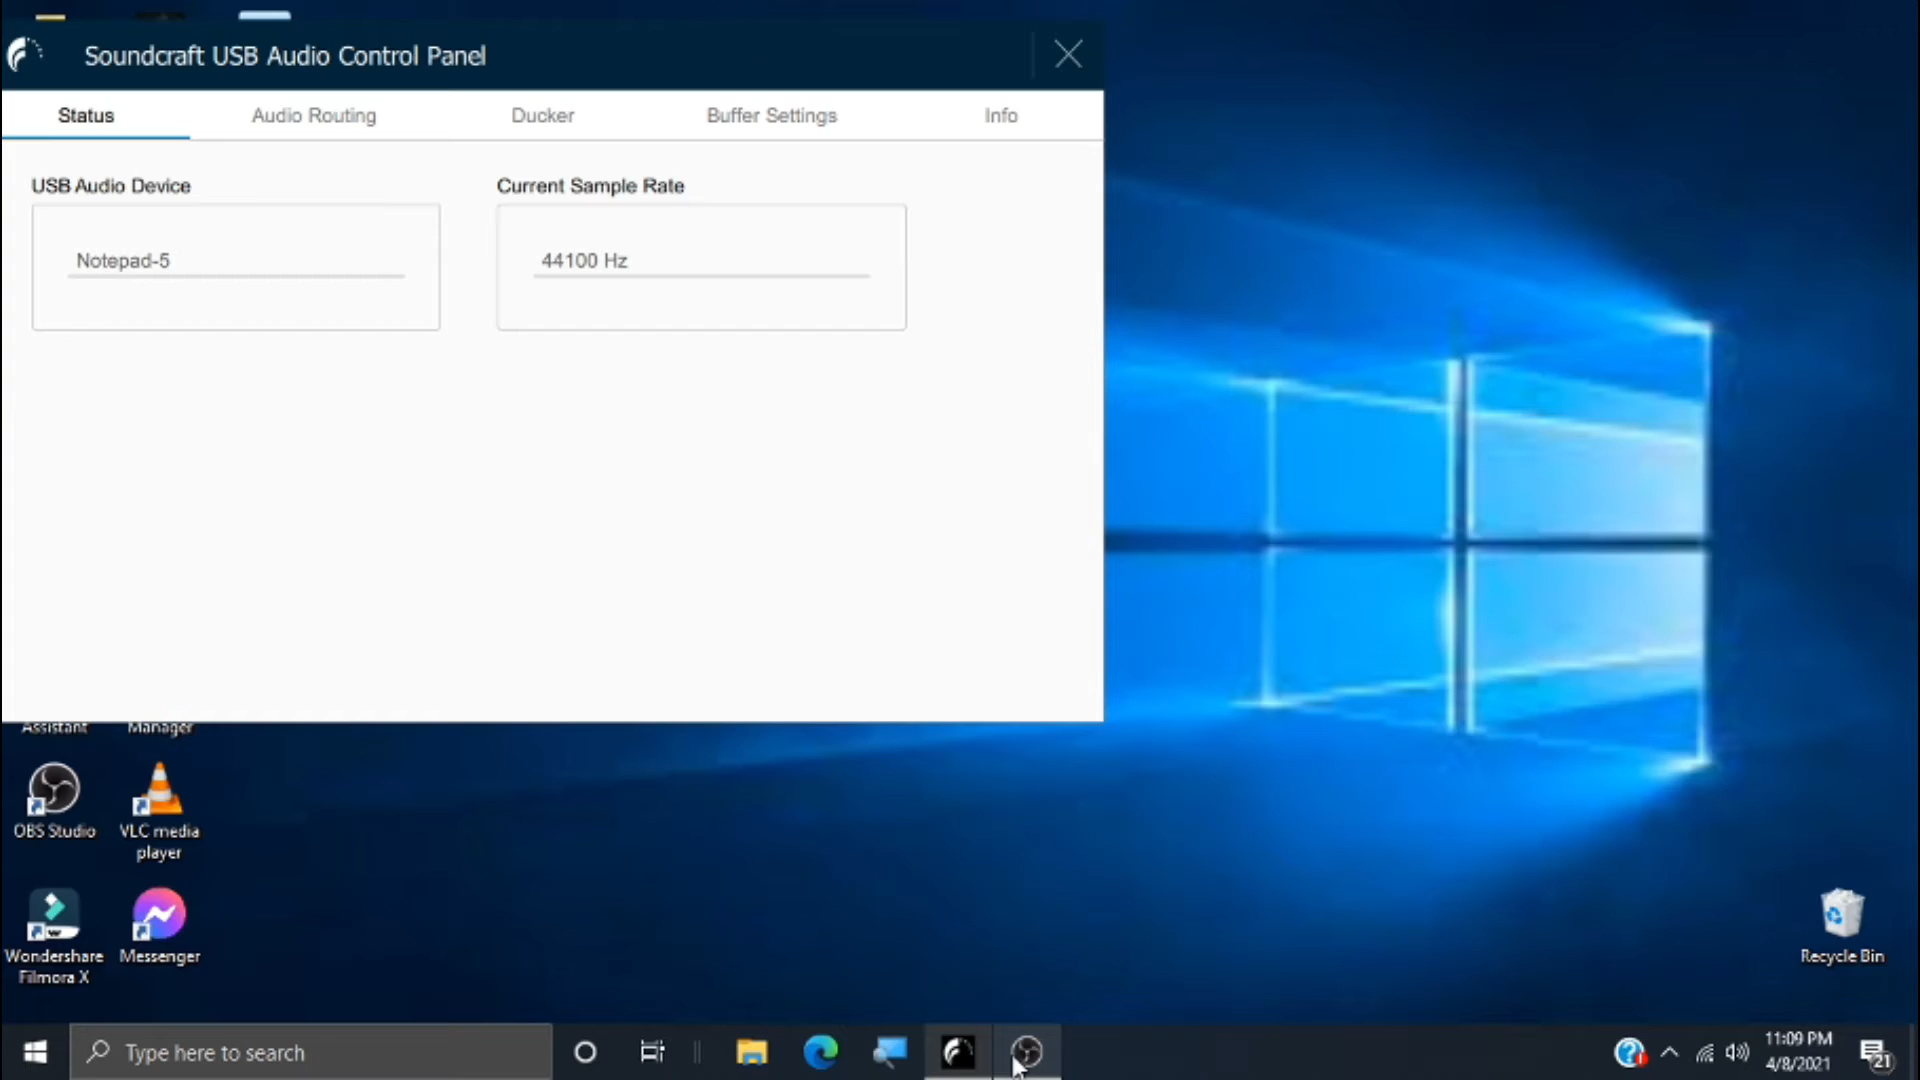 Soundcraft USB Audio Control Panel
Status Audio Routing Ducker Buffer Settings Info
USB Audio Device Current Sample Rate
Notepad-5 44100 Hz
Assistant Manager
OBS Studio VLC media
player
Wondershare Messenger
Filmora X
Recycle Bin
Type here to search
11:09 PM
4/8/2021
21